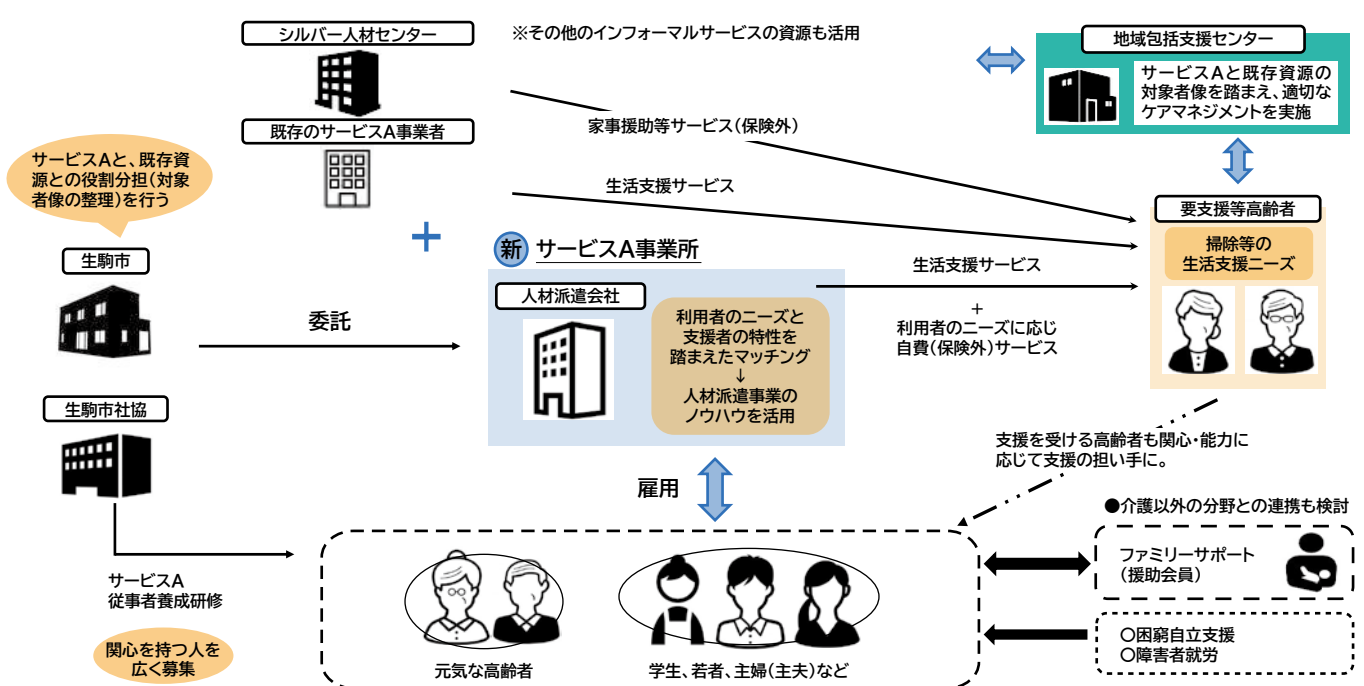 シルバー人材センター
※その他のインフォーマルサービスの資源も活用
地域包括支援センター
サービスAと既存資源の
対象者像を踏まえ、適切な
ケアマネジメントを実施
既存のサービスA事業者
家事援助等サービス(保険外)
サービスAと、既存資
源との役割分担(対象
者像の整理)を行う
生活支援サービス
要支援等高齢者
掃除等の
生活支援ニーズ
+
新 サービスA事業所
生駒市
人材派遣会社
生活支援サービス
+
利用者のニーズに応じ
自費(保険外)サービス
委託
利用者のニーズと
支援者の特性を
踏まえたマッチング
↓
人材派遣事業の
ノウハウを活用
生駒市社協
支援を受ける高齢者も関心・能力に
応じて支援の担い手に。
雇用
●介護以外の分野との連携も検討
ファミリーサポート
(援助会員)
サービスA
従事者養成研修
関心を持つ人を
広く募集
元気な高齢者
学生、若者、主婦(主夫)など
○困窮自立支援
○障害者就労